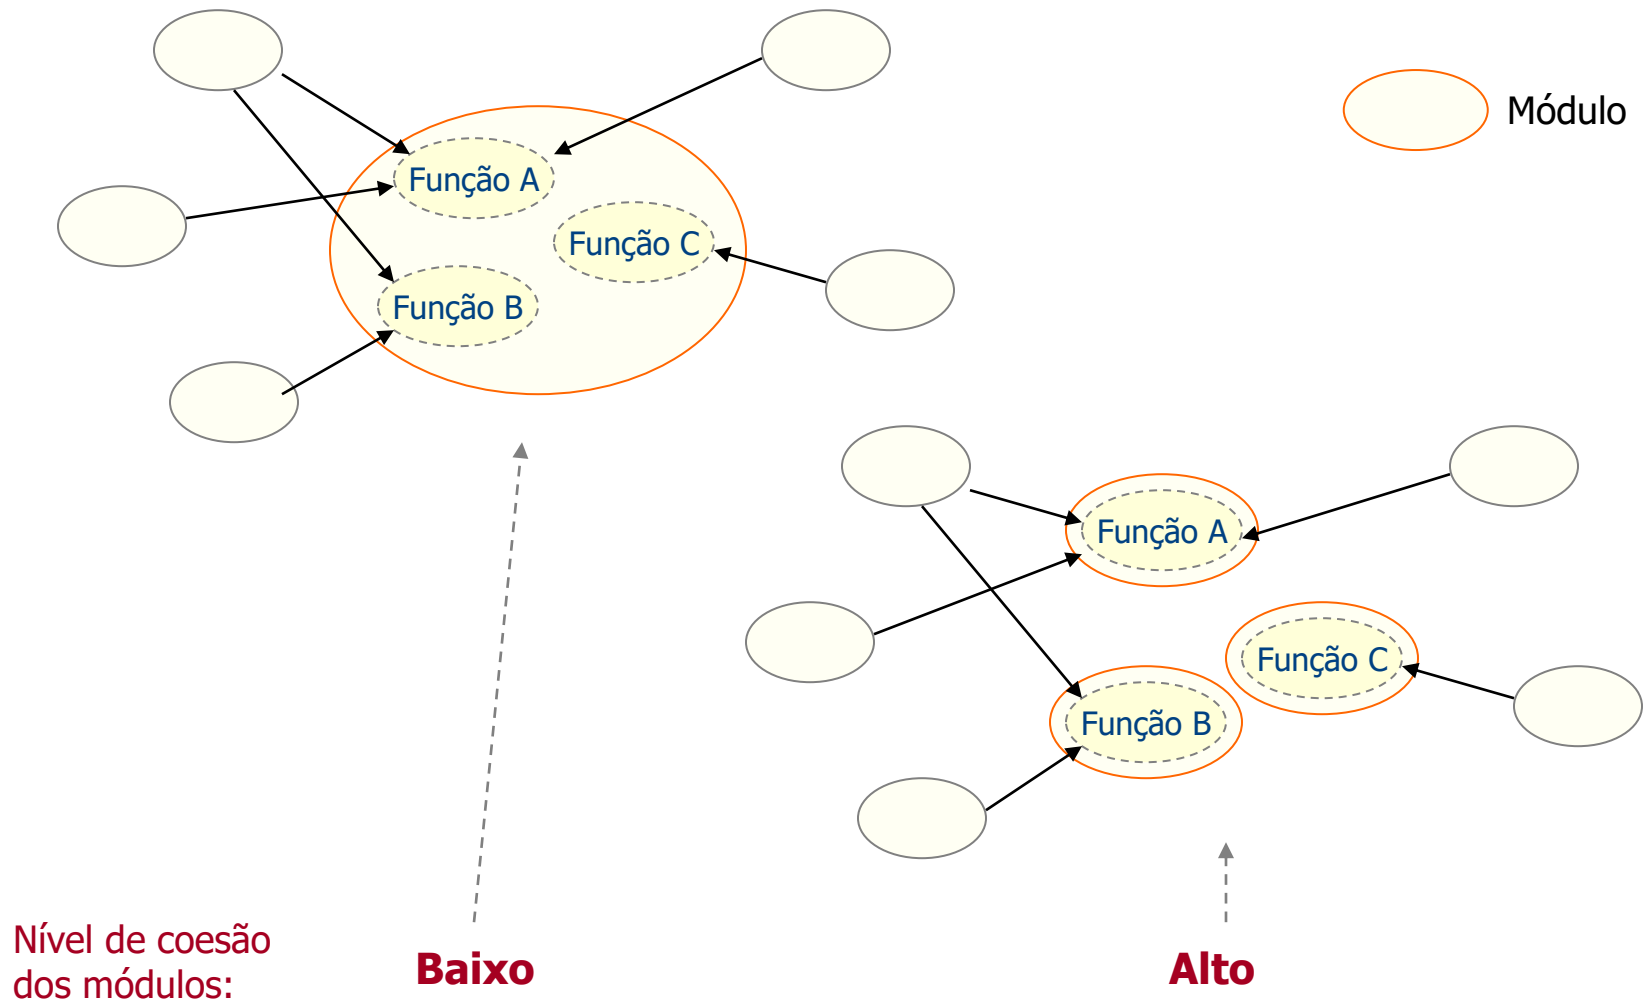 Módulo
Função A
Função C
Função B
Função A
Função C
Função B
Nível de coesão
dos módulos:
Baixo
Alto